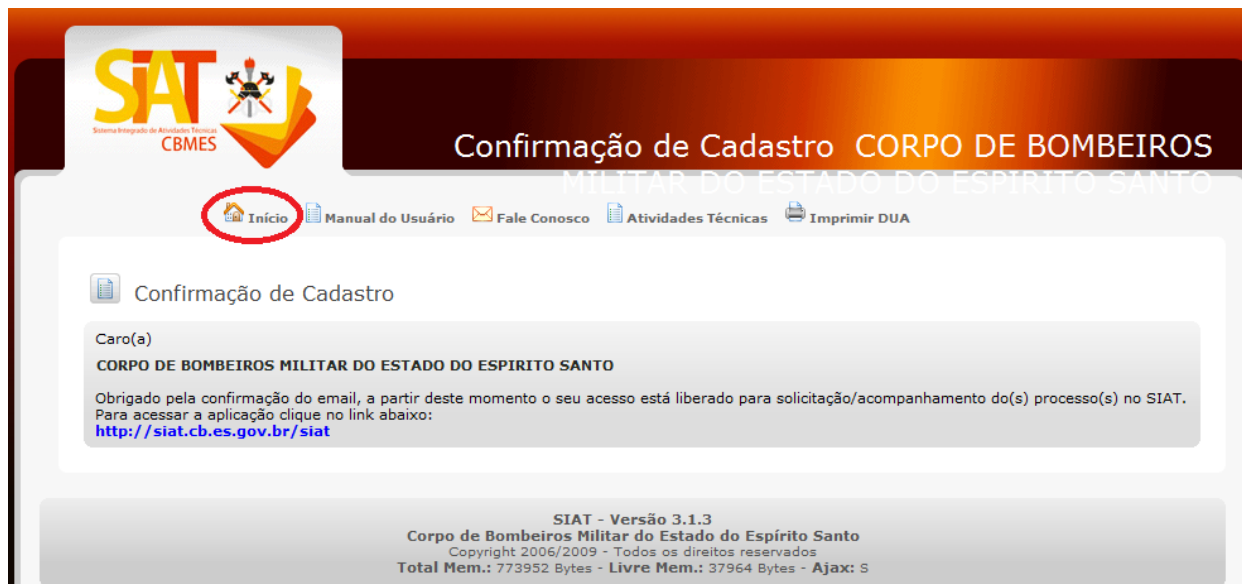 SIAT
Sistema Integrado de Atividades Técnicas
CBMES
Confirmação de Cadastro CORPO DE BOMBEIROS
MILITAR DO ESTADO DO ESPIRITO SANTO
Início Manual do Usuário Fale Conosco Atividades Técnicas Imprimir DUA
Confirmação de Cadastro
Caro(a)
CORPO DE BOMBEIROS MILITAR DO ESTADO DO ESPIRITO SANTO
Obrigado pela confirmação do email, a partir deste momento o seu acesso está liberado para solicitação/acompanhamento do(s) processo(s) no SIAT.
Para acessar a aplicação clique no link abaixo:
http://siat.cb.es.gov.br/siat
SIAT - Versão 3.1.3
Corpo de Bombeiros Militar do Estado do Espírito Santo
Copyright 2006/2009 - Todos os direitos reservados
Total Mem.: 773952 Bytes - Livre Mem.: 37964 Bytes - Ajax: S